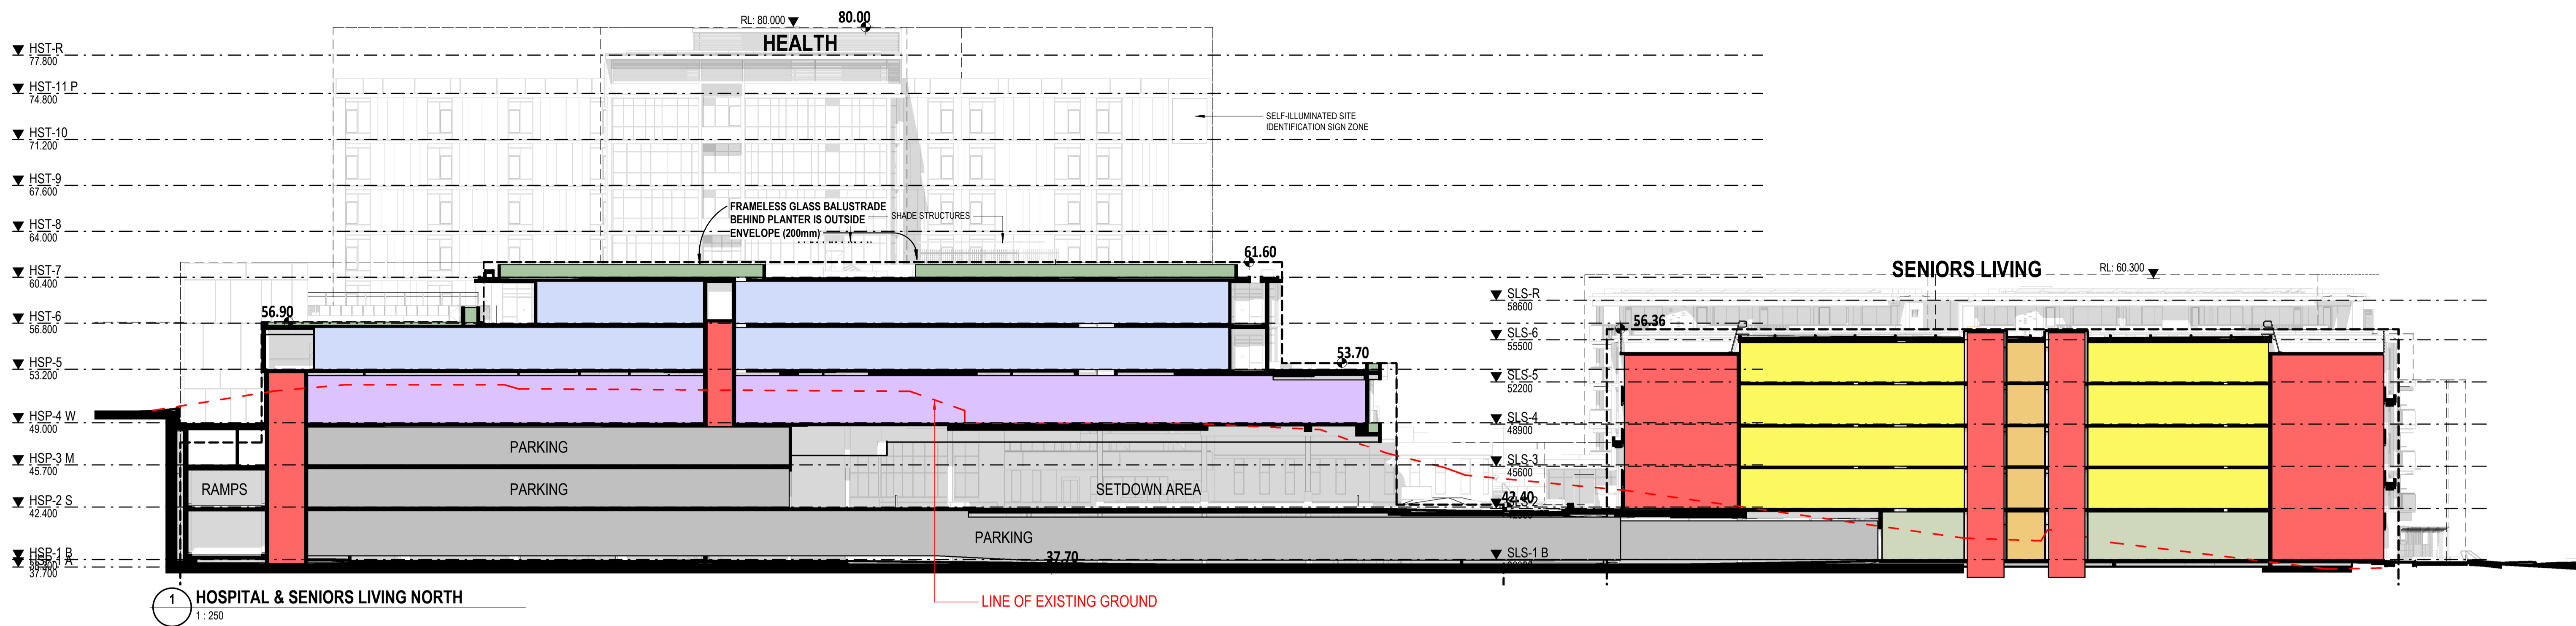 RL: 80.000
80.00
HEALTH
HST-R
77.800
HST-11 P
74.800
HST-10
71.200
HST-9
67.600
HST-8
64.000
HST-7
60.400
HST-6
56.800
HSP-5
53.200
HSP-4 W
49.000
HSP-3 M
45.700
HSP-2 S
42.400
HSP-1 B
37.700
SELF-ILLUMINATED SITE
IDENTIFICATION SIGN ZONE
FRAMELESS GLASS BALUSTRADE
BEHIND PLANTER IS OUTSIDE
ENVELOPE (200mm)
SHADE STRUCTURES
61.60
56.90
53.70
PARKING
RAMPS
PARKING
SETDOWN AREA
PARKING
37.70
42.40
SENIORS LIVING
RL: 60.300
56.36
SLS-R
58600
SLS-6
55500
SLS-5
52200
SLS-4
48900
SLS-3
45600
SLS-1 B
1
HOSPITAL & SENIORS LIVING NORTH
1 : 250
LINE OF EXISTING GROUND